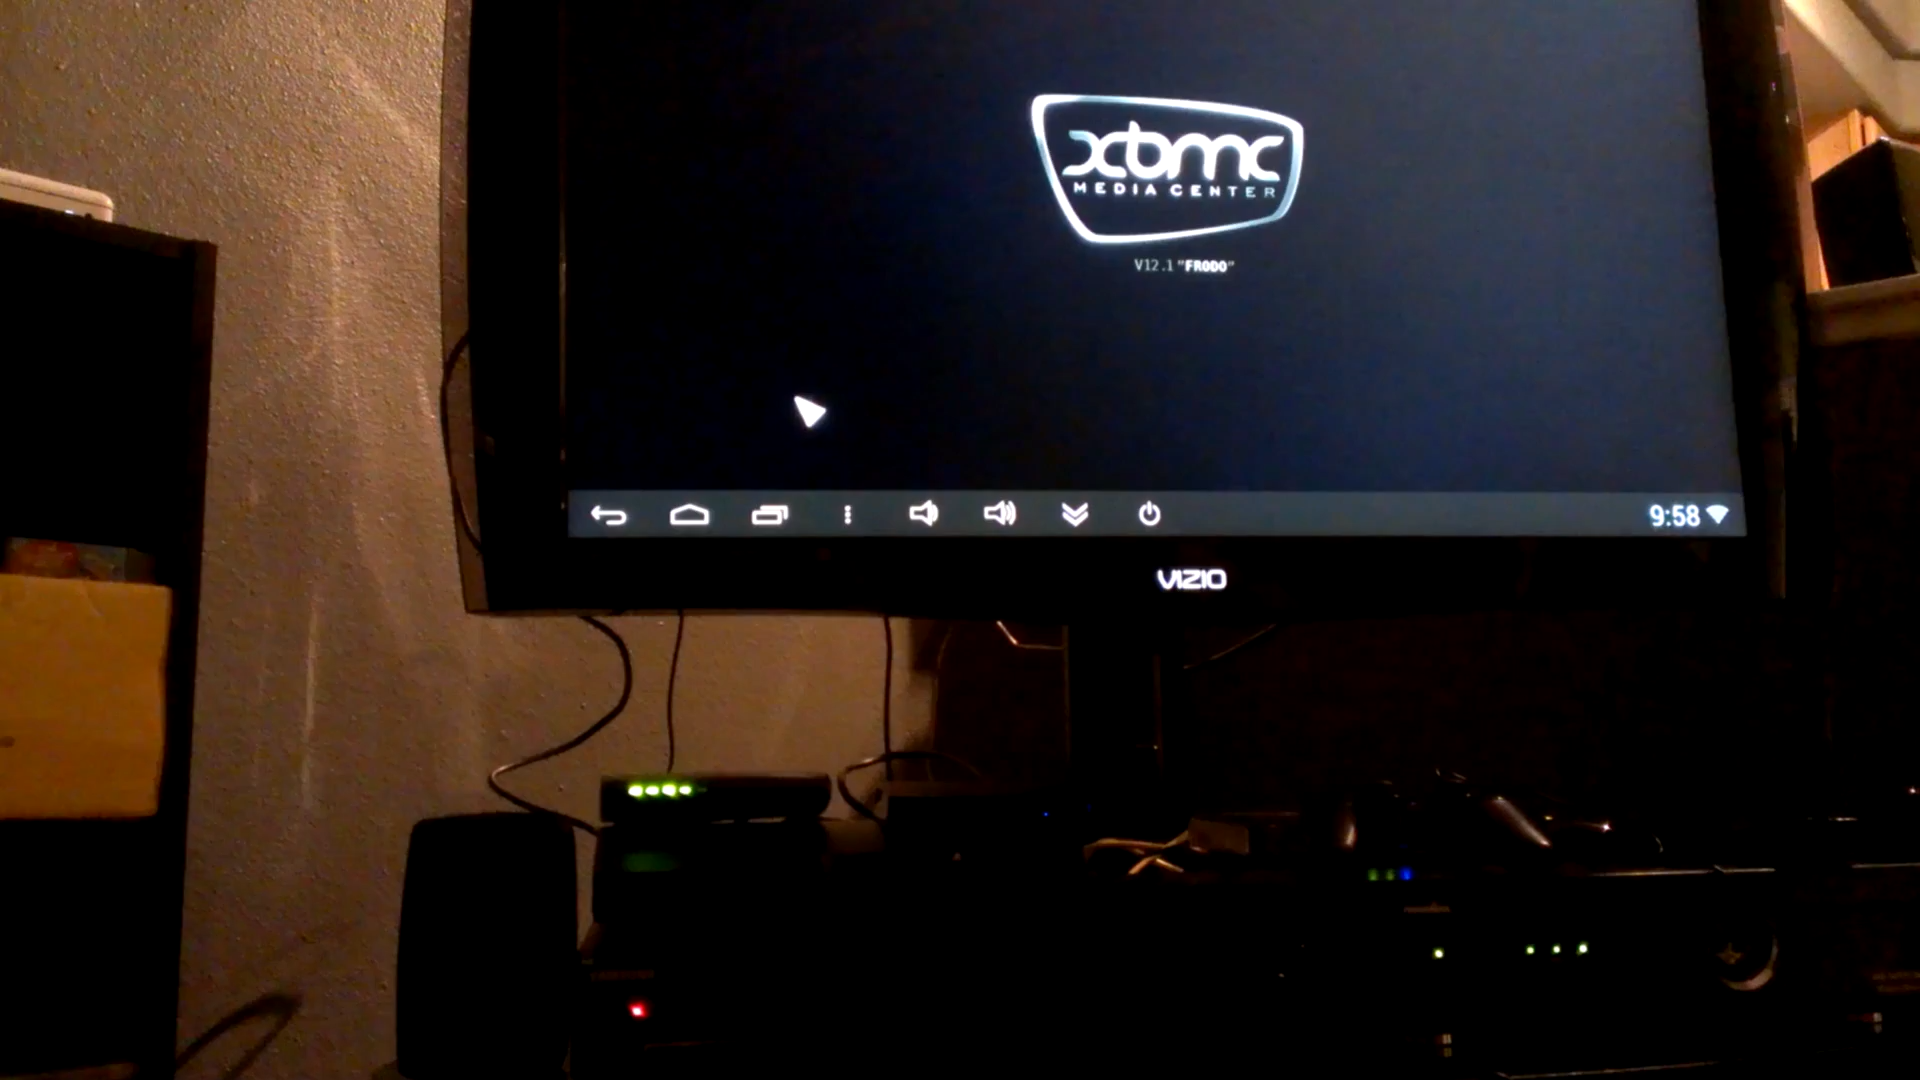 xbmc
MEDIA CENTER
V12.1 "FRODO"
9:58
VIZIO